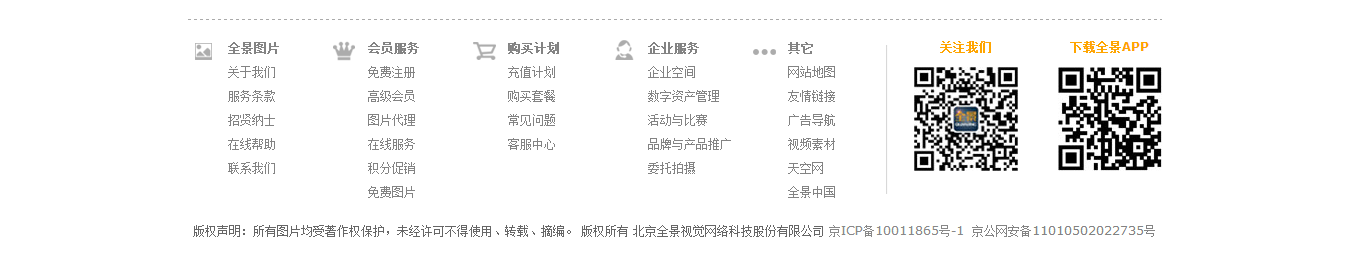 全景图片
关于我们
服务条款
招贤纳士
在线帮助
联系我们
会员服务
免费注册
高级会员
图片代理
在线服务
积分促销
免费图片
购买计划
充值计划
购买套餐
常见问题
客服中心
企业服务
企业空间
数字资产管理
活动与比赛
品牌与产品推广
委托拍摄
其它
网站地图
友情链接
广告导航
视频素材
天空网
全景中国
关注我们
全景
下载全景APP
版权声明：所有图片均受著作权保护，未经许可不得使用、转载、摘编。 版权所有 北京全景视觉网络科技股份有限公司 京ICP备10011865号-1 京公网安备11010502022735号